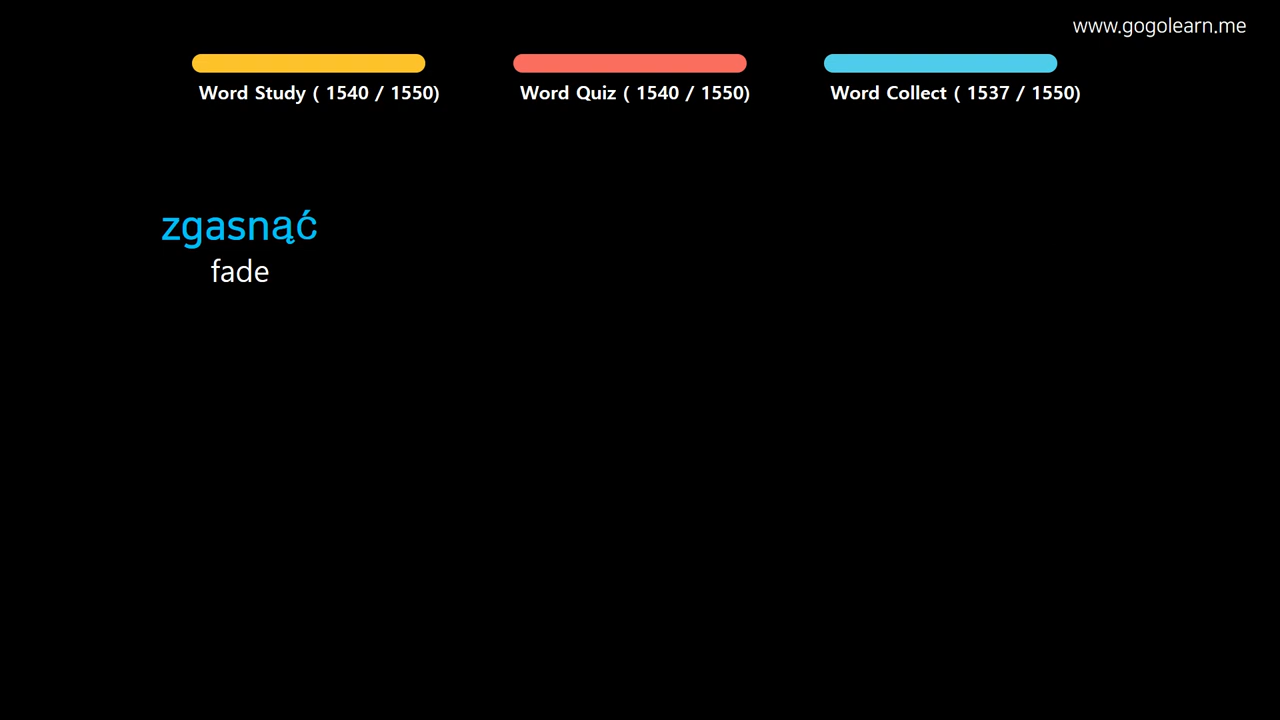 www.gogolearn.me
Word Study ( 1540 / 1550)
Word Quiz ( 1540 / 1550)
Word Collect ( 1537 / 1550)
zgasnąć
fade